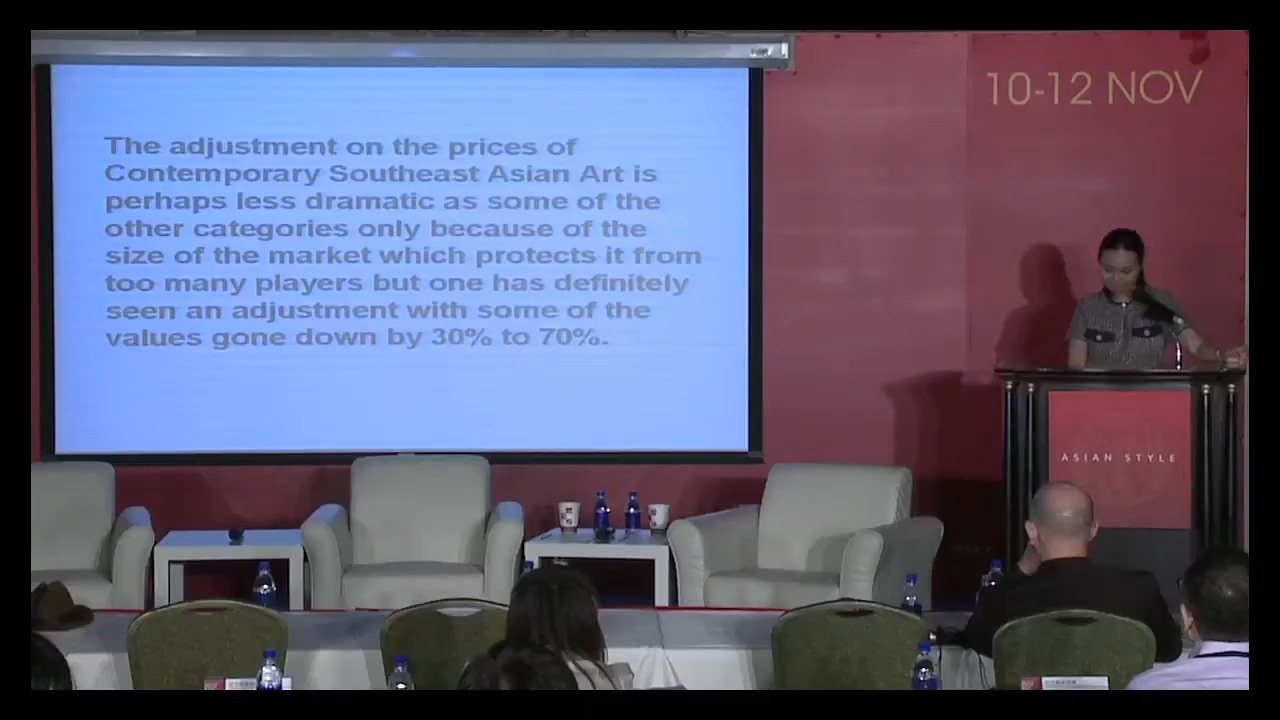 The adjustment on the prices of
Contemporary Southeast Asian Art is
perhaps less dramatic as some of the
other categories only because of the
size of the market which protects it from
too many players but one has definitely
seen an adjustment with some of the
values gone down by 30% to 70%.
10-12 NOV
ASIAN STYLE